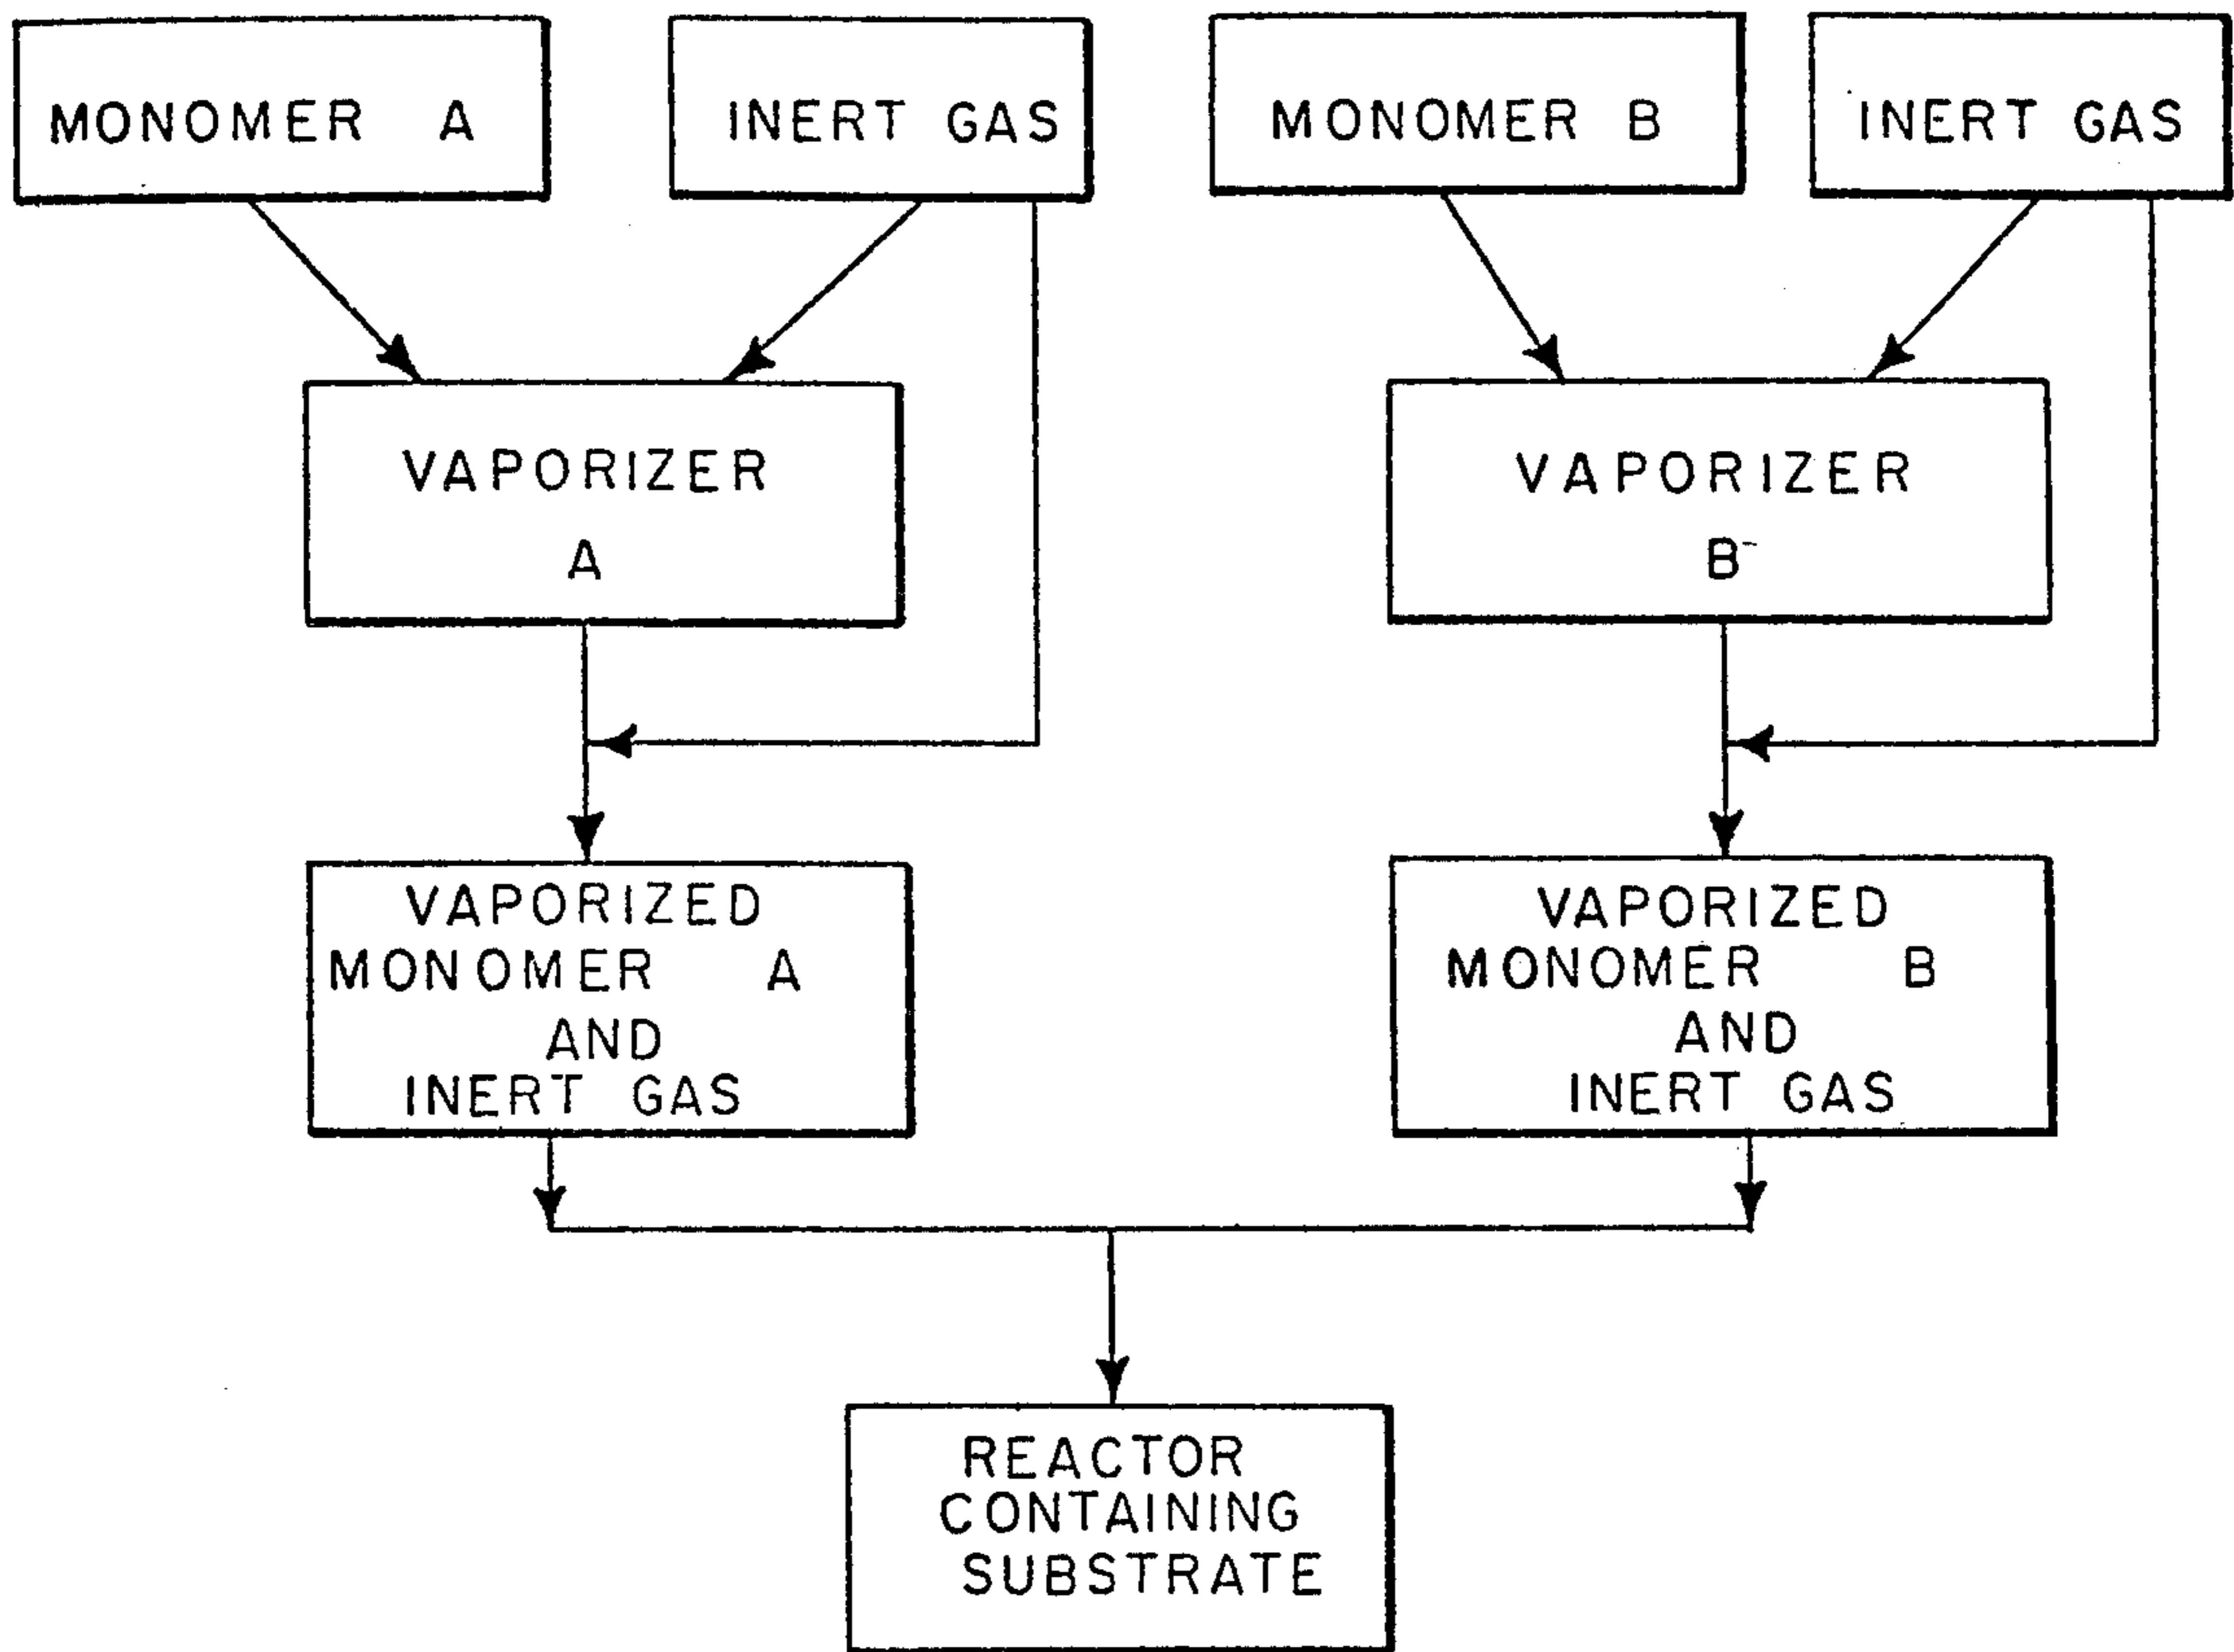 MONOMER A
INERT GAS
MONOMER B
INERT GAS
VAPORIZER
A
VAPORIZER
B
VAPORIZED
MONOMER A
AND
INERT GAS
VAPORIZED
MONOMER B
AND
INERT GAS
REACTOR
CONTAINING
SUBSTRATE